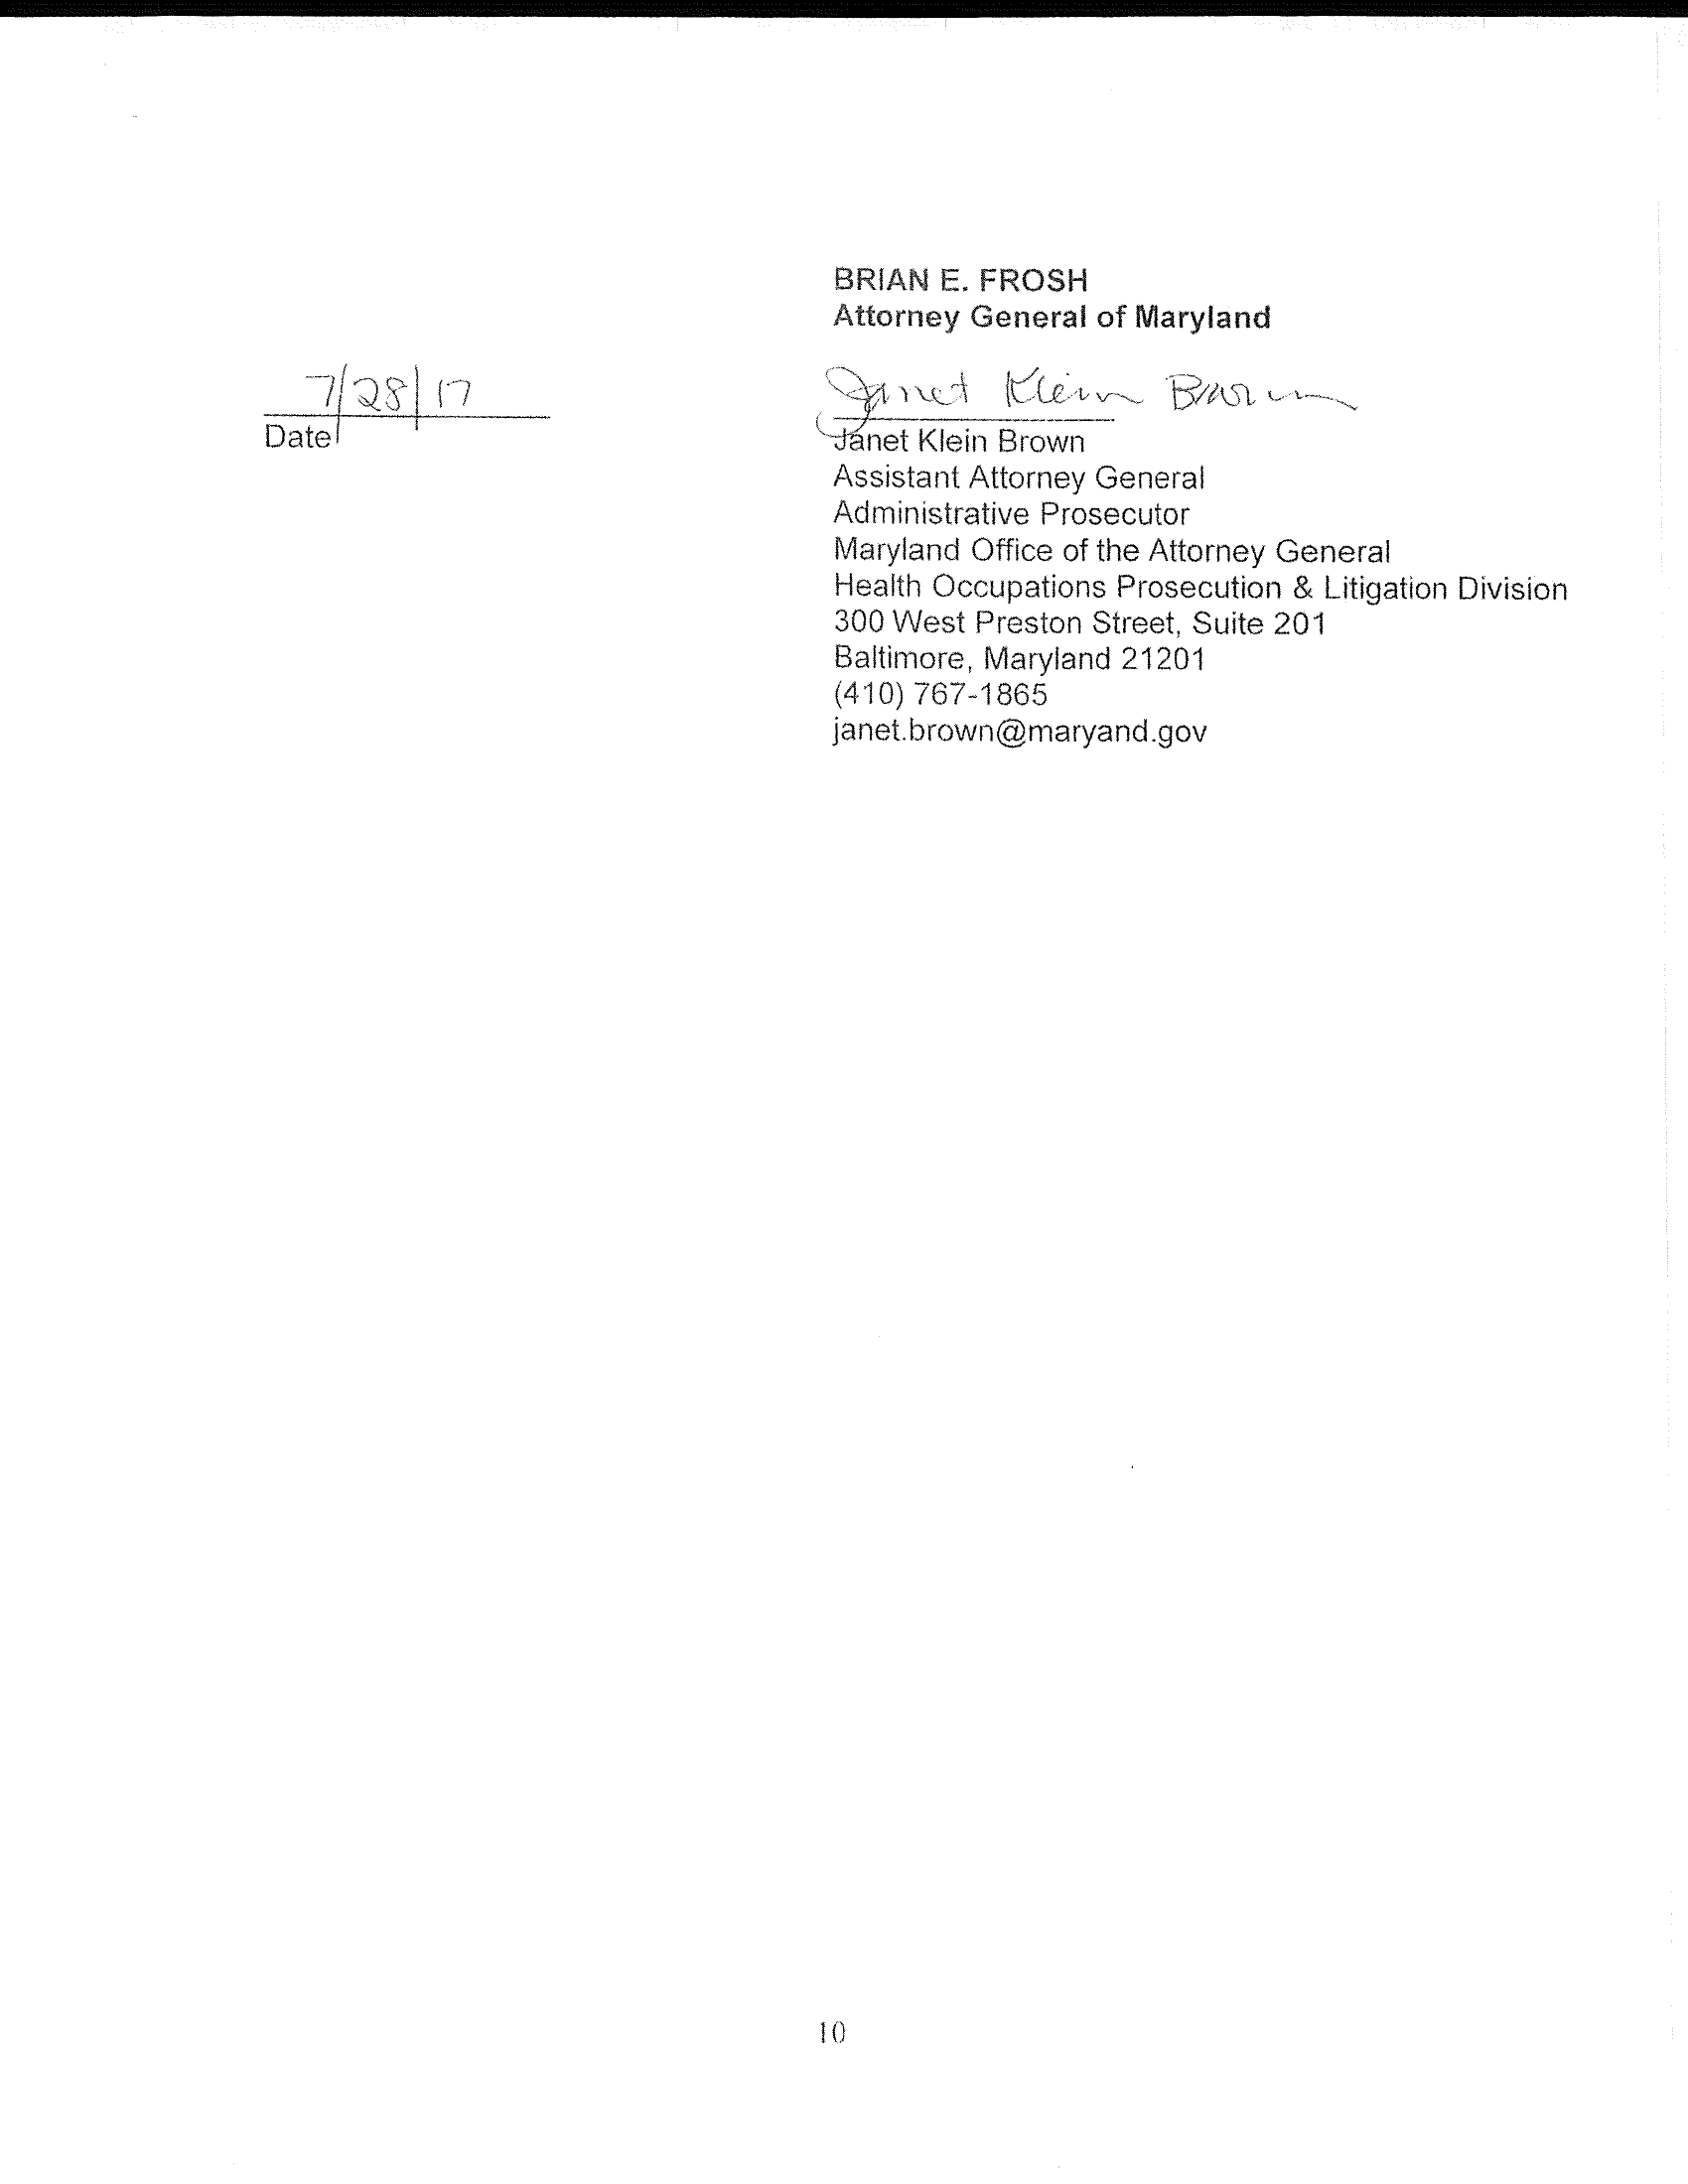 BRIAN E. FROSH
Attorney General of Maryland
7/28/17
Janet Klein Brown
Date
Janet Klein Brown
Assistant Attorney General
Administrative Prosecutor
Maryland Office of the Attorney General
Health Occupations Prosecution & Litigation Division
300 West Preston Street, Suite 201
Baltimore, Maryland 21201
(410) 767-1865
janet.brown@maryand.gov
10